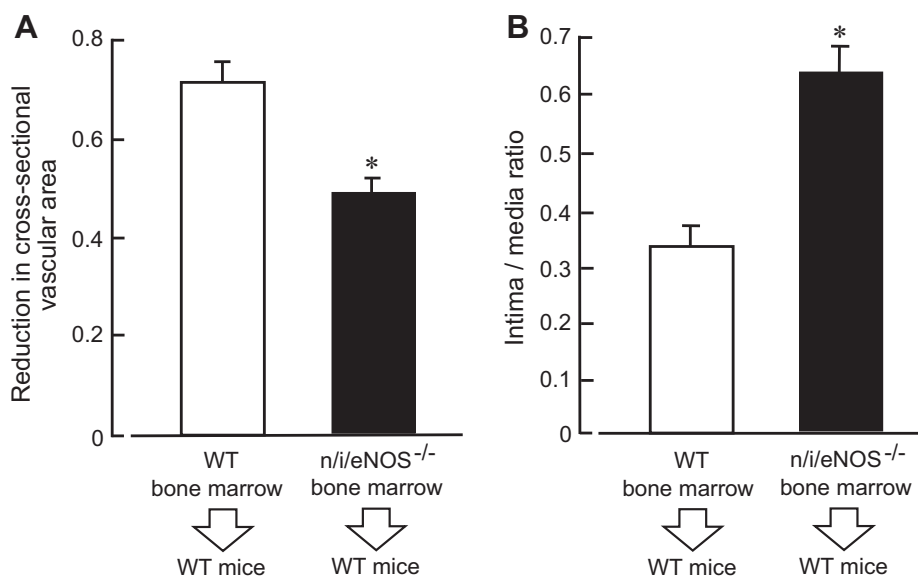 A
Reduction in cross-sectional
vascular area
0.8
0.6
0.4
0.2
0
*
WT
bone marrow
WT mice
n/i/eNOS-/-
bone marrow
WT mice
B
Intima / media ratio
0.7
0.6
0.5
0.4
0.3
0.2
0.1
0
*
WT
bone marrow
WT mice
n/i/eNOS-/-
bone marrow
WT mice